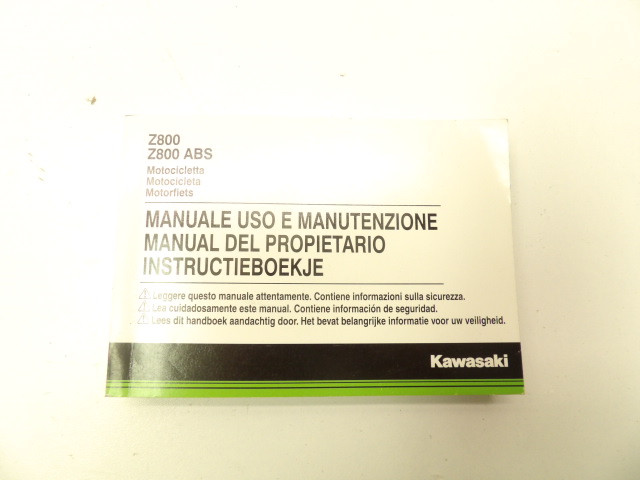 Z800
Z800 ABS
Motocicletta
Motocicleta
Motorfiets
MANUALE USO E MANUTENZIONE
MANUAL DEL PROPIETARIO
INSTRUCTIEBOEKJE
Leggere questo manuale attentamente. Contiene informazioni sulla sicurezza.
Lea cuidadosamente este manual. Contiene información de seguridad.
Lees dit handboek aandachtig door. Het bevat belangrijke informatie voor uw veiligheid.
Kawasaki